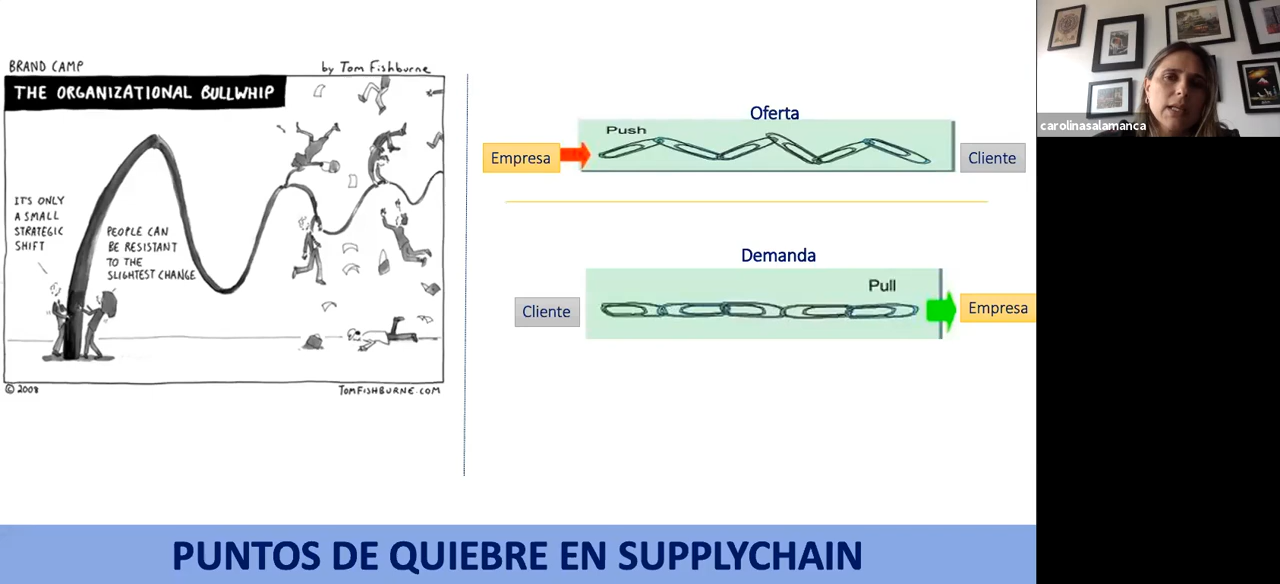 BRAND CAMP
by Tom Fishburne
THE ORGANIZATIONAL BULLWHIP
IT'S ONLY
A SMALL
STRATEGIC
SHIFT
PEOPLE CAN
BE RESISTANT
TO THE
SLIGHTEST CHANGE
© 2008
TOMFISHBURNE.COM
Oferta
Push
Empresa
Cliente
Demanda
Pull
Cliente
Empresa
PUNTOS DE QUIEBRE EN SUPPLYCHAIN
carolinasalamanca